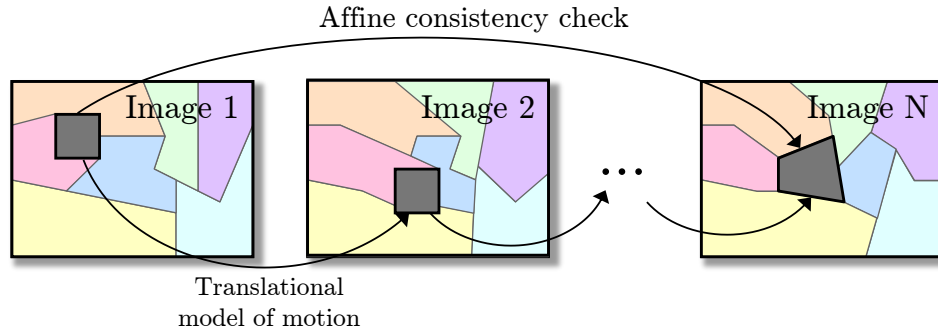 Affine consistency check
Image 1
Image 2
Image N
...
Translational
model of motion